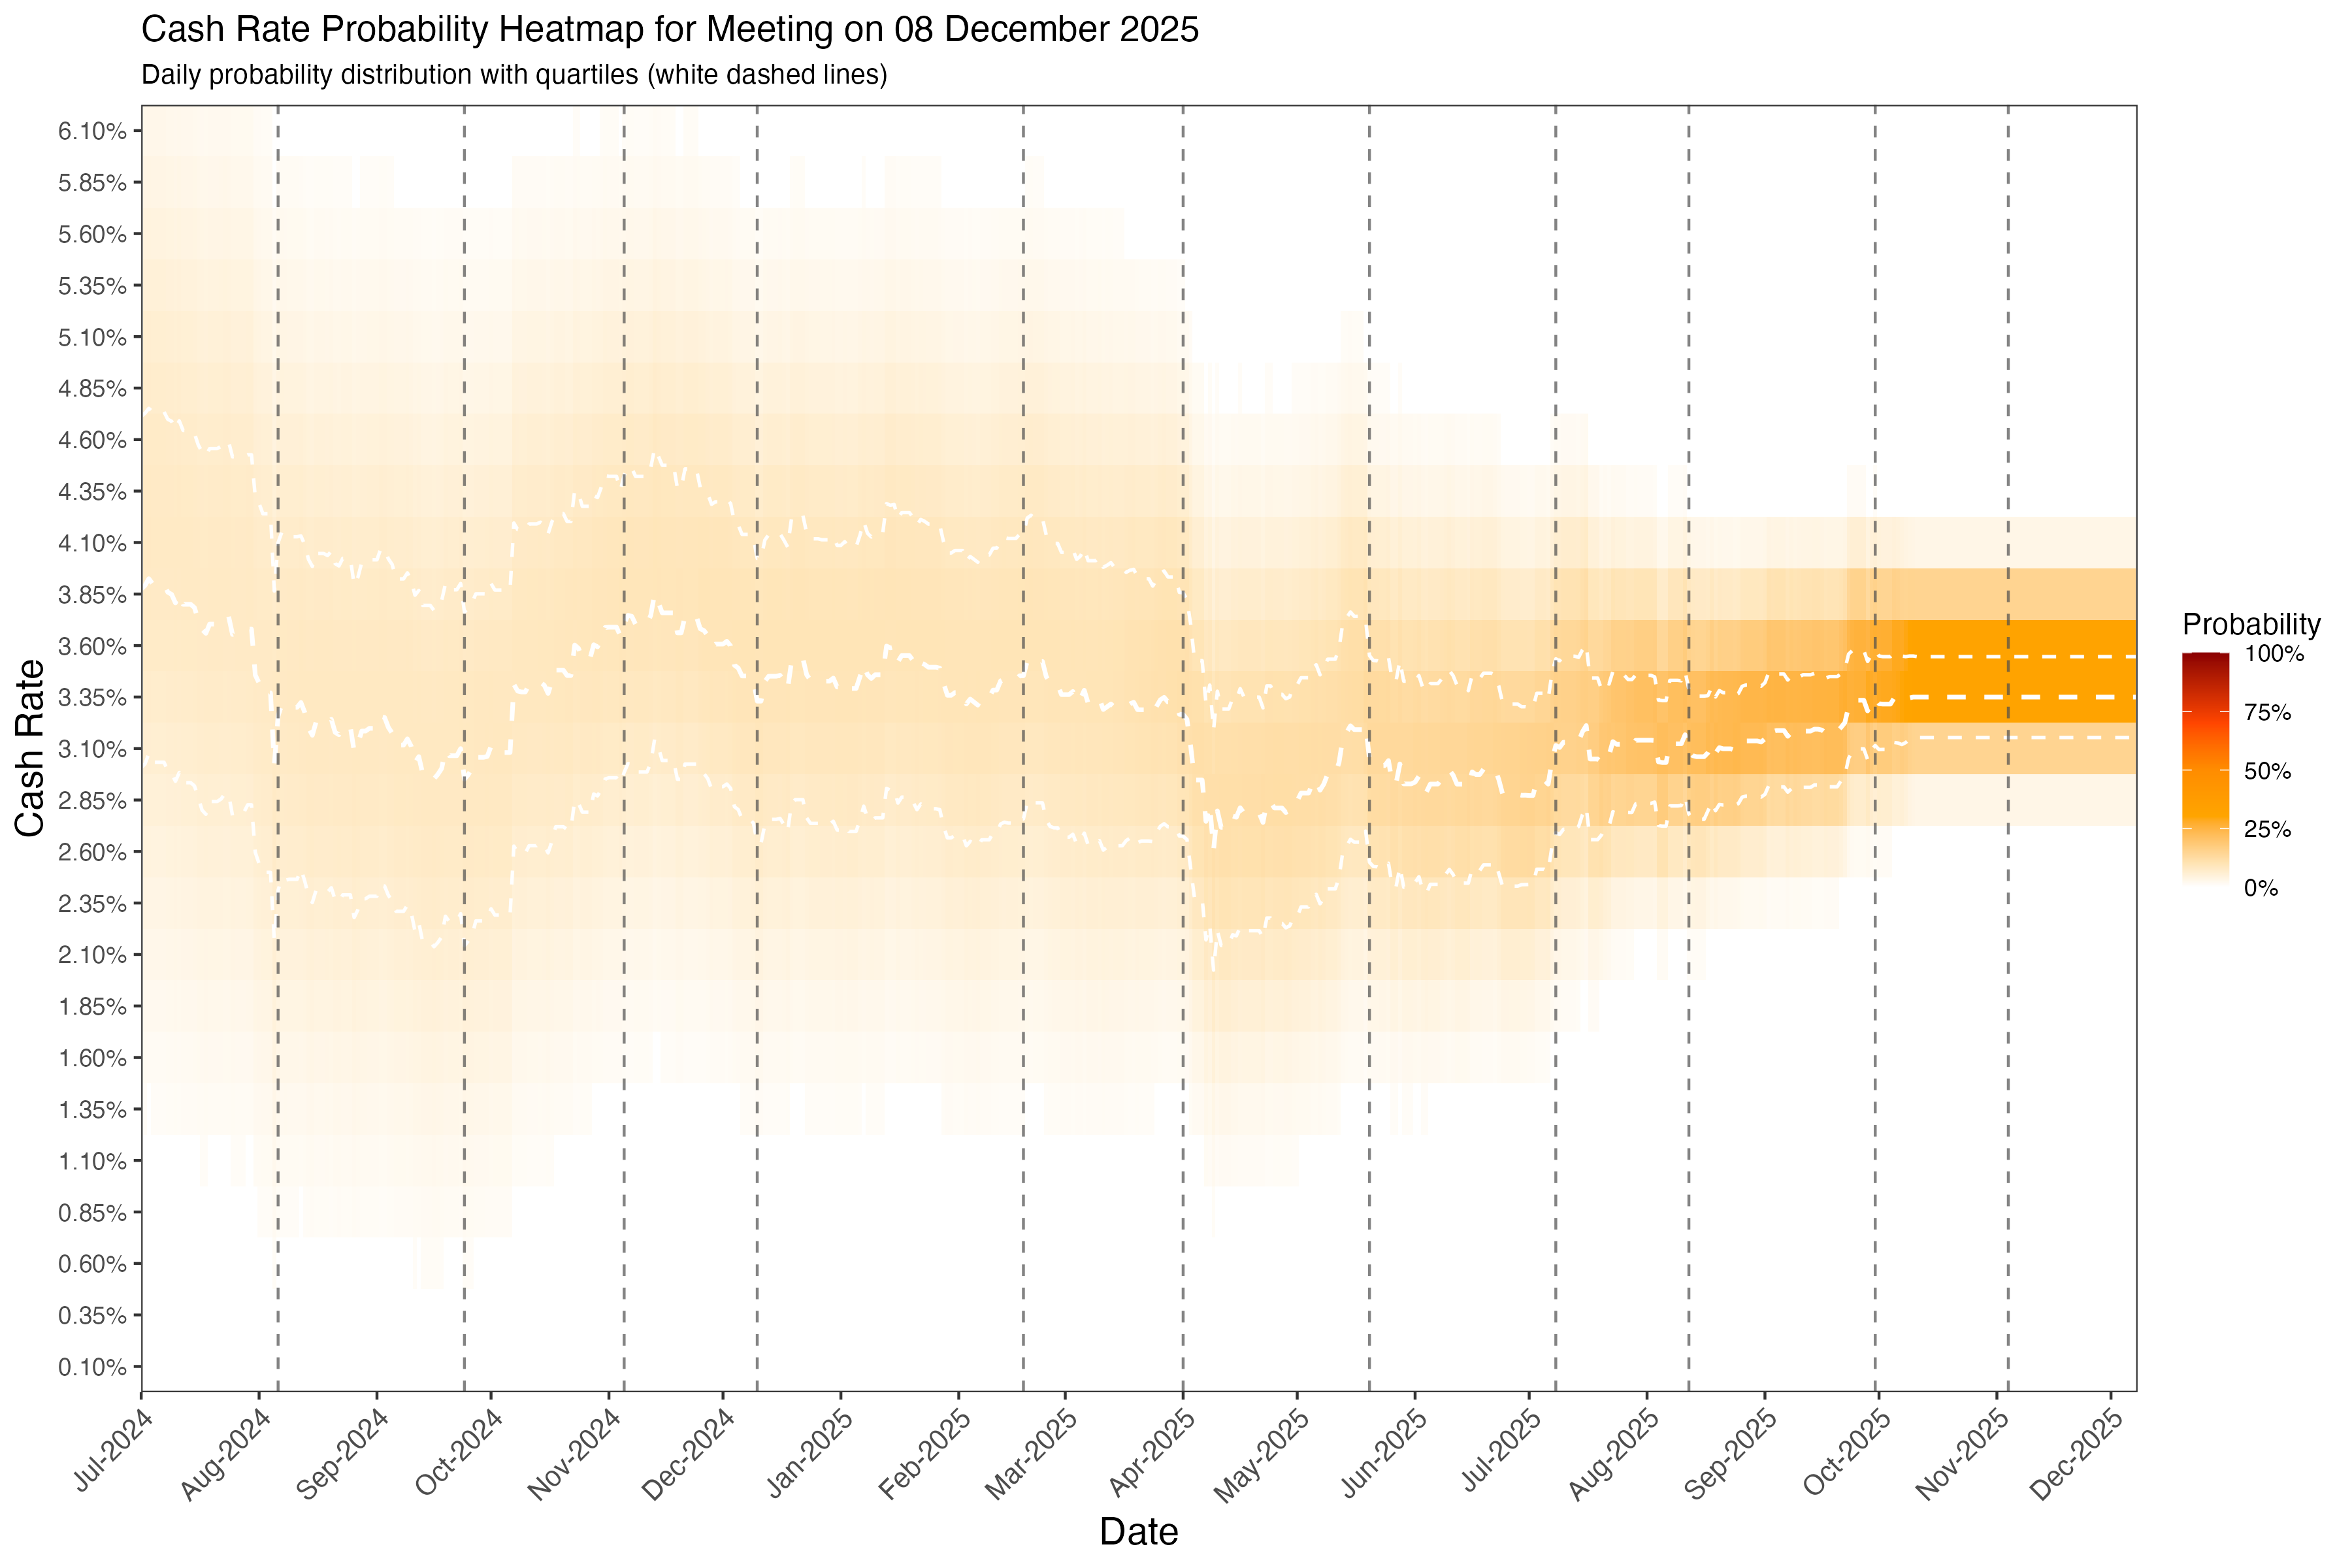 Cash Rate Probability Heatmap for Meeting on 08 December 2025
Daily probability distribution with quartiles (white dashed lines)
Cash Rate
6.10%
5.85%
5.60%
5.35%
5.10%
4.85%
4.60%
4.35%
4.10%
3.85%
3.60%
3.35%
3.10%
2.85%
2.60%
2.35%
2.10%
1.85%
1.60%
1.35%
1.10%
0.85%
0.60%
0.35%
0.10%
Jul-2024
Aug-2024
Sep-2024
Oct-2024
Nov-2024
Dec-2024
Jan-2025
Feb-2025
Mar-2025
Apr-2025
May-2025
Jun-2025
Jul-2025
Aug-2025
Sep-2025
Oct-2025
Nov-2025
Dec-2025
Date
Probability
100%
75%
50%
25%
0%